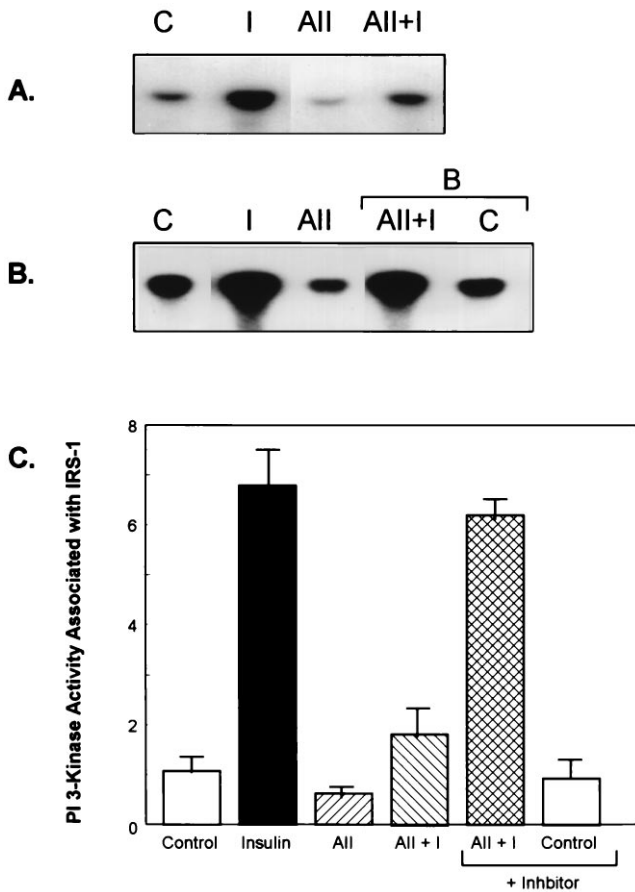 C I AII AII+I
A.
B
C I AII AII+I C
B.
C.
PI 3-Kinase Activity Associated with IRS-1
8
6
4
2
0
Control Insulin AII AII + I AII + I Control
+ Inhbitor